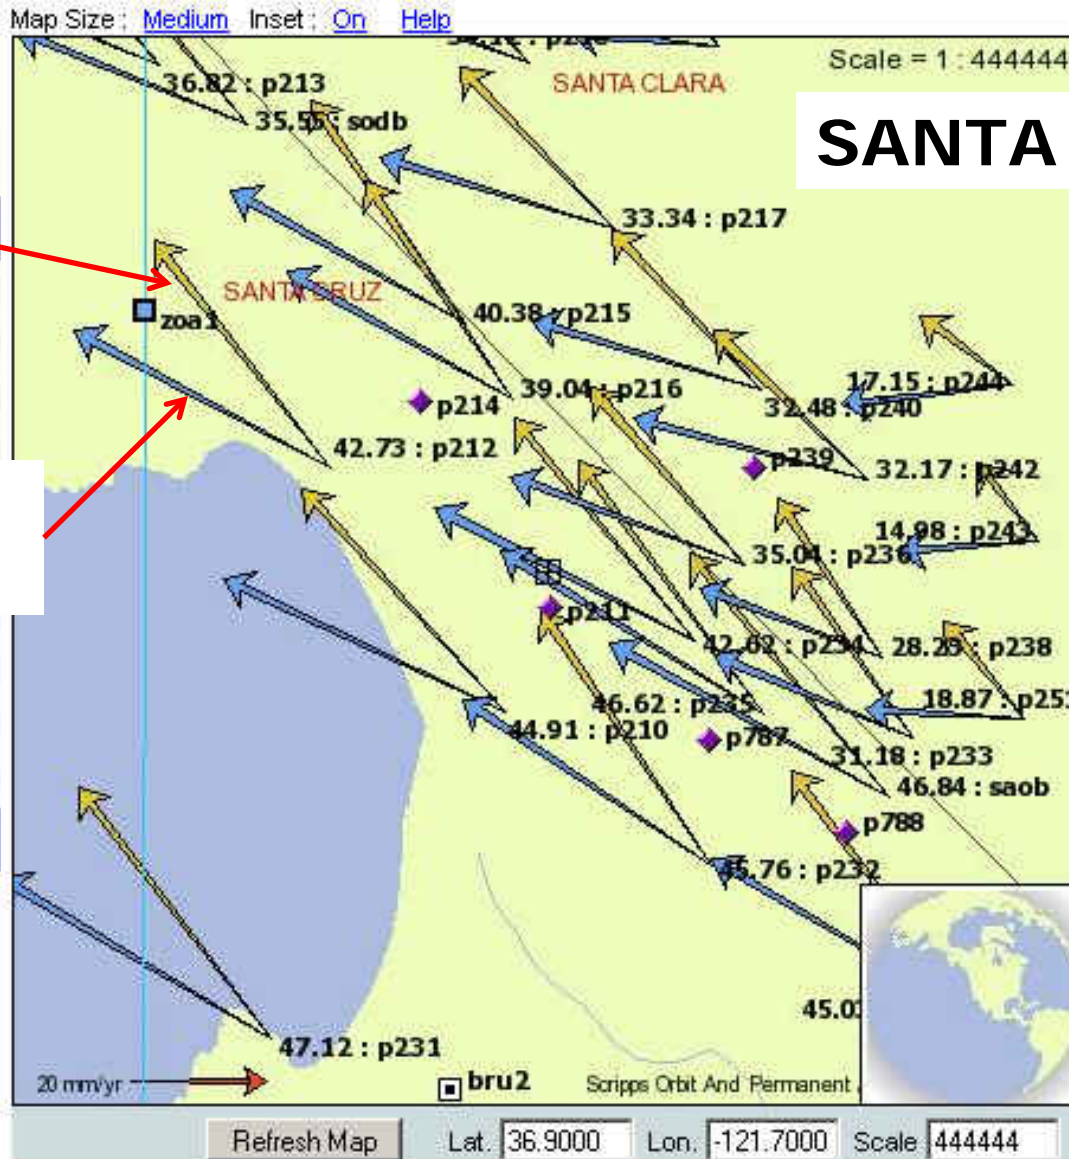 Map Size : Medium Inset : On Help
Scale = 1 : 444444
SANTA CLARA
36.82 : p213
35.55 : sodb
SANTA
33.34 : p217
SANTA CRUZ
zoa1
40.38 : p215
17.15 : p244
39.04 : p216
p214
32.48 : p240
42.73 : p212
p239
32.17 : p242
14.98 : p243
35.04 : p236
p211
42.02 : p234
28.25 : p238
46.62 : p235
18.87 : p251
44.91 : p210
p787
31.18 : p233
46.84 : saob
p788
45.76 : p232
45.03
47.12 : p231
20 mm/yr
bru2
Scripps Orbit And Permanent
Refresh Map Lat. 36.9000 Lon. -121.7000 Scale 444444